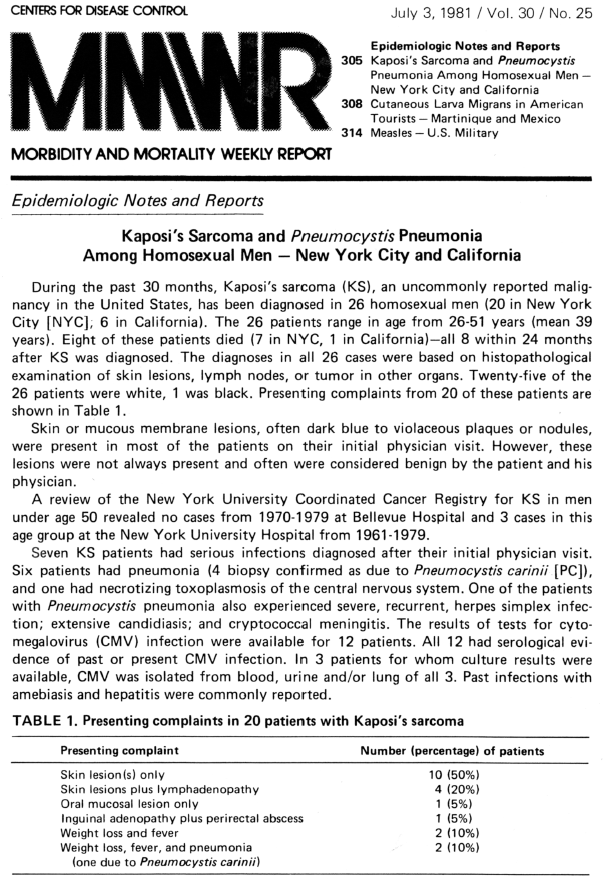 CENTERS FOR DISEASE CONTROL
July 3, 1981 / Vol. 30 / No. 25
MMWR
MORBIDITY AND MORTALITY WEEKLY REPORT
Epidemiologic Notes and Reports
305 Kaposi's Sarcoma and Pneumocystis
Pneumonia Among Homosexual Men –
New York City and California
308 Cutaneous Larva Migrans in American
Tourists – Martinique and Mexico
314 Measles – U.S. Military
Epidemiologic Notes and Reports
Kaposi's Sarcoma and Pneumocystis Pneumonia
Among Homosexual Men – New York City and California
During the past 30 months, Kaposi's sarcoma (KS), an uncommonly reported malig-
nancy in the United States, has been diagnosed in 26 homosexual men (20 in New York
City [NYC]; 6 in California). The 26 patients range in age from 26-51 years (mean 39
years). Eight of these patients died (7 in NYC, 1 in California)–all 8 within 24 months
after KS was diagnosed. The diagnoses in all 26 cases were based on histopathological
examination of skin lesions, lymph nodes, or tumor in other organs. Twenty-five of the
26 patients were white, 1 was black. Presenting complaints from 20 of these patients are
shown in Table 1.
Skin or mucous membrane lesions, often dark blue to violaceous plaques or nodules,
were present in most of the patients on their initial physician visit. However, these
lesions were not always present and often were considered benign by the patient and his
physician.
A review of the New York University Coordinated Cancer Registry for KS in men
under age 50 revealed no cases from 1970-1979 at Bellevue Hospital and 3 cases in this
age group at the New York University Hospital from 1961-1979.
Seven KS patients had serious infections diagnosed after their initial physician visit.
Six patients had pneumonia (4 biopsy confirmed as due to Pneumocystis carinii [PC]),
and one had necrotizing toxoplasmosis of the central nervous system. One of the patients
with Pneumocystis pneumonia also experienced severe, recurrent, herpes simplex infec-
tion; extensive candidiasis; and cryptococcal meningitis. The results of tests for cyto-
megalovirus (CMV) infection were available for 12 patients. All 12 had serological evi-
dence of past or present CMV infection. In 3 patients for whom culture results were
available, CMV was isolated from blood, urine and/or lung of all 3. Past infections with
amebiasis and hepatitis were commonly reported.
TABLE 1. Presenting complaints in 20 patients with Kaposi's sarcoma
Presenting complaint Number (percentage) of patients
Skin lesion(s) only 10 (50%)
Skin lesions plus lymphadenopathy 4 (20%)
Oral mucosal lesion only 1 (5%)
Inguinal adenopathy plus perirectal abscess 1 (5%)
Weight loss and fever 2 (10%)
Weight loss, fever, and pneumonia 2 (10%)
(one due to Pneumocystis carinii)